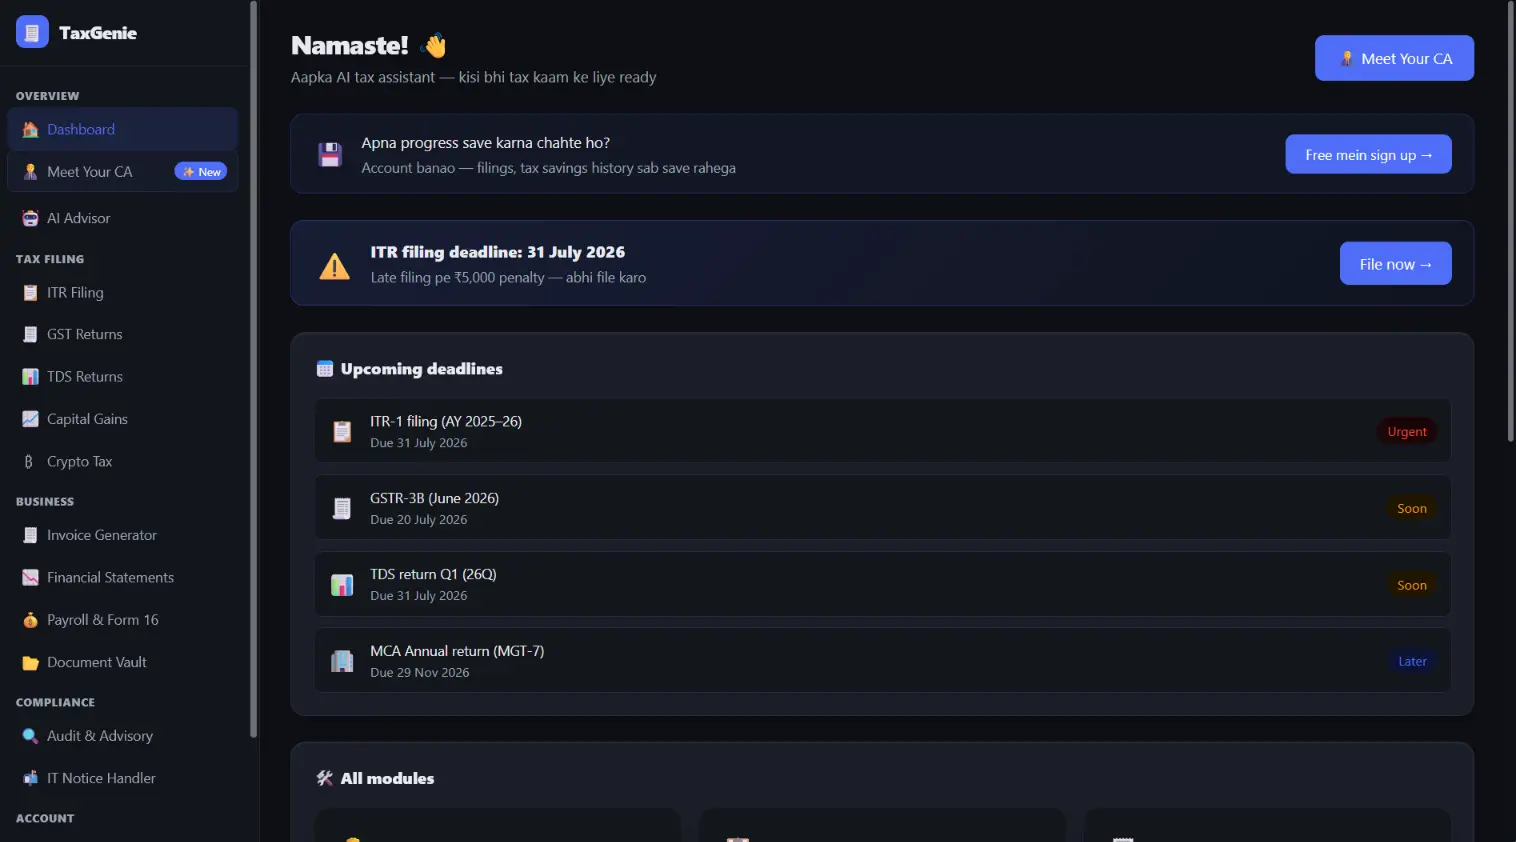 TaxGenie
OVERVIEW
Dashboard
Meet Your CA
✨ New
AI Advisor
TAX FILING
ITR Filing
GST Returns
TDS Returns
Capital Gains
₿ Crypto Tax
BUSINESS
Invoice Generator
Financial Statements
Payroll & Form 16
Document Vault
COMPLIANCE
Audit & Advisory
IT Notice Handler
ACCOUNT
Namaste! 👋
Aapka AI tax assistant — kisi bhi tax kaam ke liye ready
Meet Your CA
Apna progress save karna chahte ho?
Account banao — filings, tax savings history sab save rahega
Free mein sign up →
ITR filing deadline: 31 July 2026
Late filing pe ₹5,000 penalty — abhi file karo
File now →
Upcoming deadlines
ITR-1 filing (AY 2025–26)
Due 31 July 2026
Urgent
GSTR-3B (June 2026)
Due 20 July 2026
Soon
TDS return Q1 (26Q)
Due 31 July 2026
Soon
MCA Annual return (MGT-7)
Due 29 Nov 2026
Later
All modules